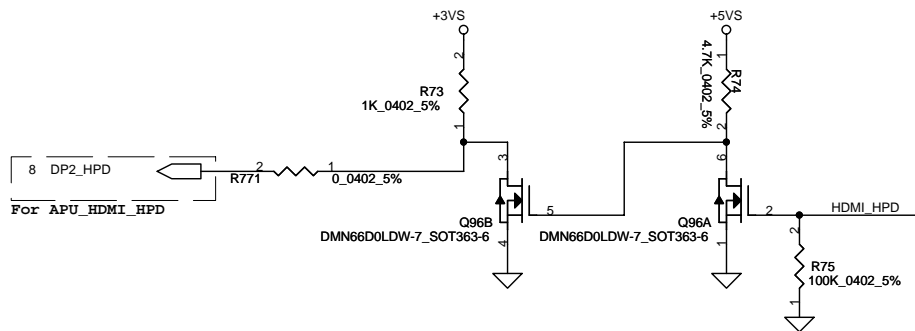 +3VS
+5VS
2
R73
1K_0402_5%
1
1
R74
4.7K_0402_5%
2
8 DP2_HPD
2
R771
1
0_0402_5%
For APU_HDMI_HPD
3
Q96B
5
DMN66D0LDW-7_SOT363-6
4
6
Q96A
2
DMN66D0LDW-7_SOT363-6
1
HDMI_HPD
2
R75
100K_0402_5%
1